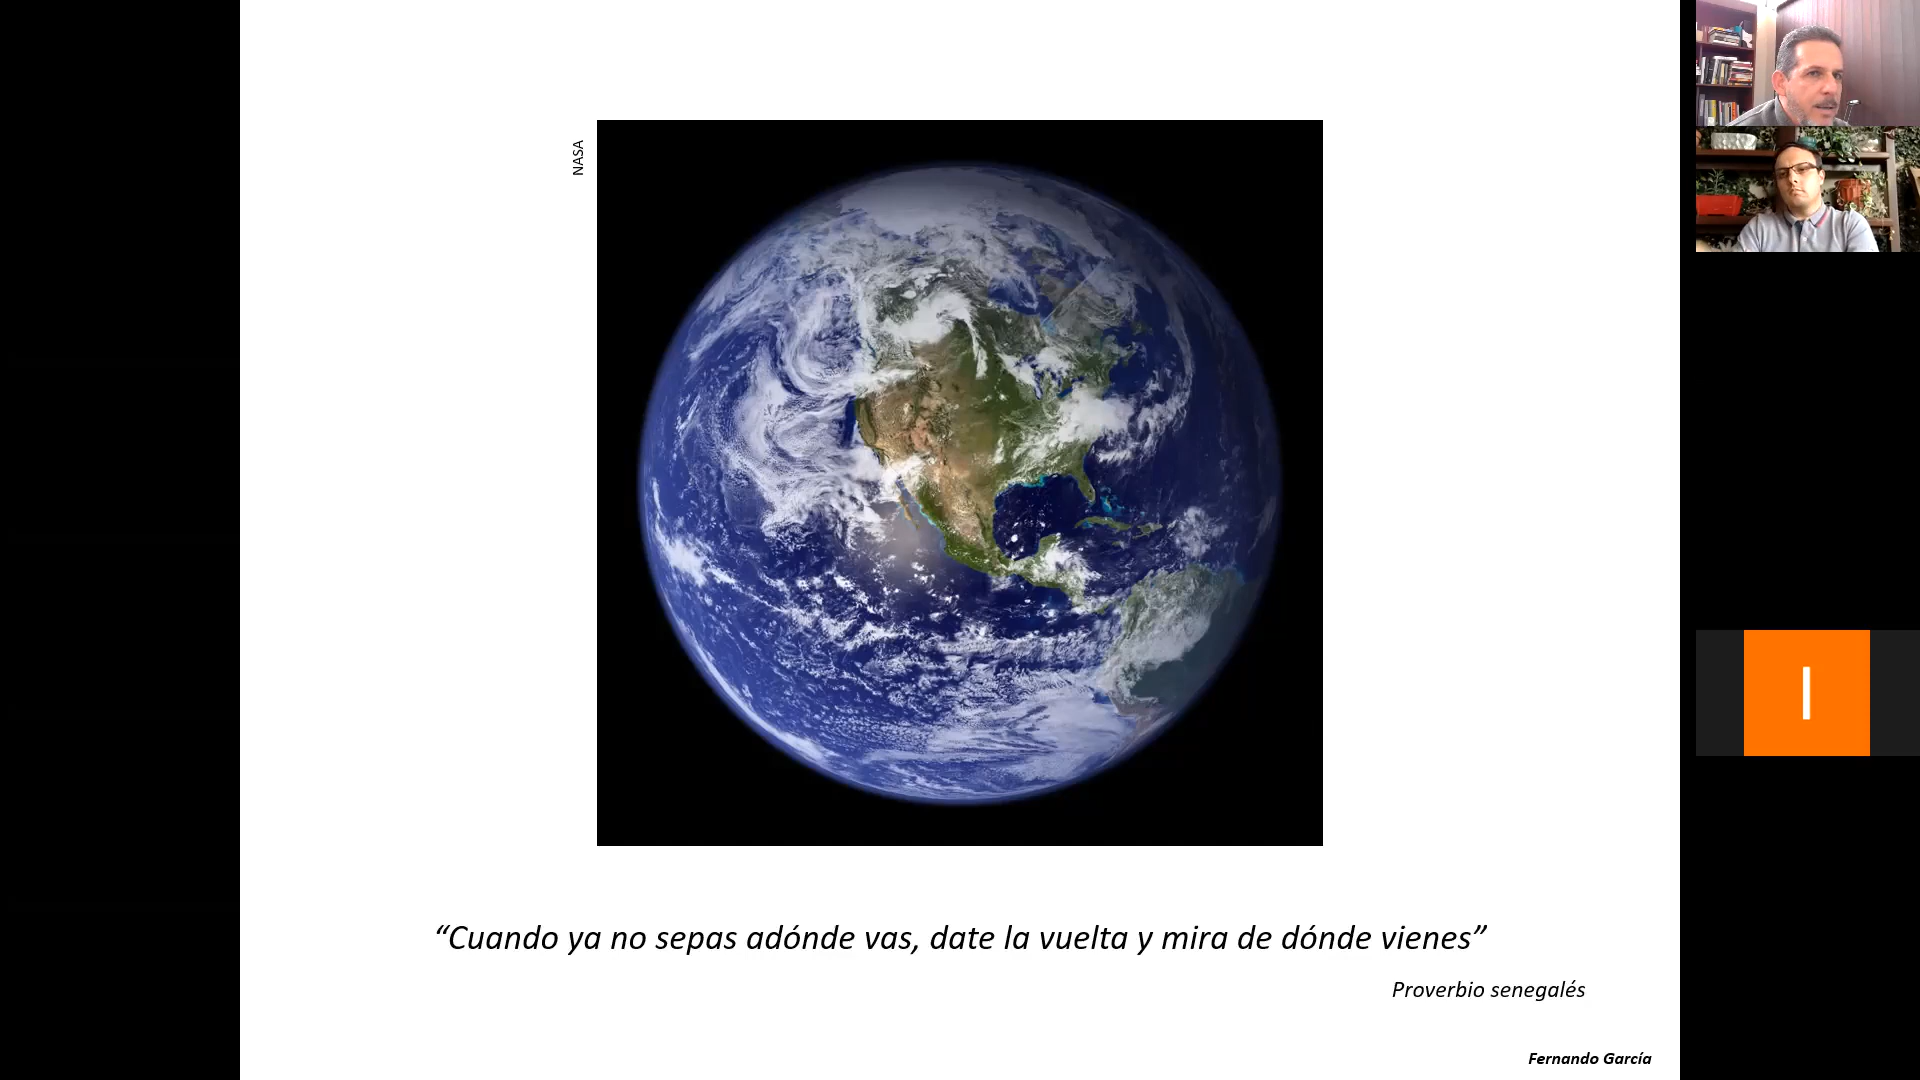 NASA
“Cuando ya no sepas adónde vas, date la vuelta y mira de dónde vienes”
Proverbio senegalés
Fernando García
I